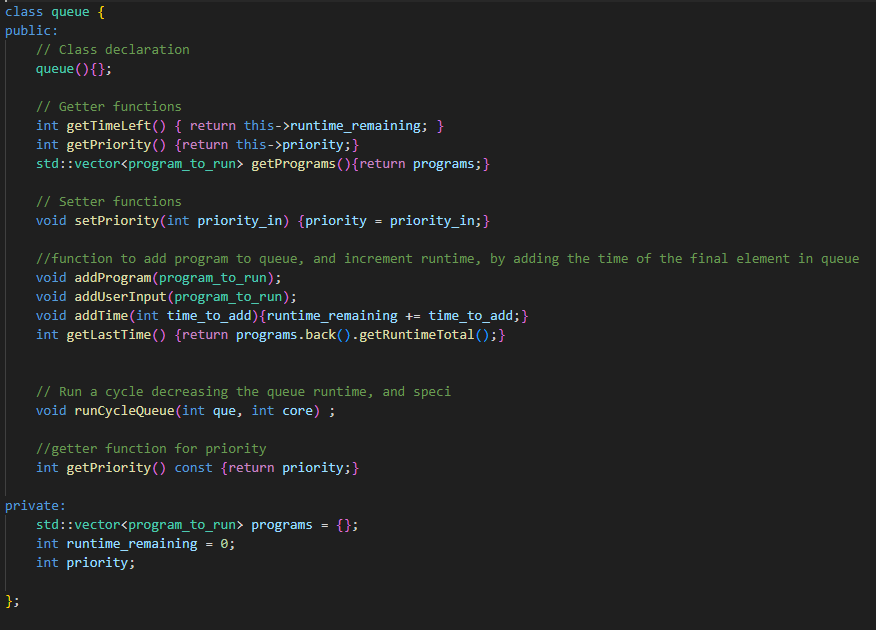 class queue {
public:
// Class declaration
queue(){};
// Getter functions
int getTimeLeft() { return this->runtime_remaining; }
int getPriority() {return this->priority;}
std::vector<program_to_run> getPrograms(){return programs;}
// Setter functions
void setPriority(int priority_in) {priority = priority_in;}
//function to add program to queue, and increment runtime, by adding the time of the final element in queue
void addProgram(program_to_run);
void addUserInput(program_to_run);
void addTime(int time_to_add){runtime_remaining += time_to_add;}
int getLastTime() {return programs.back().getRuntimeTotal();}
// Run a cycle decreasing the queue runtime, and speci
void runCycleQueue(int que, int core) ;
//getter function for priority
int getPriority() const {return priority;}
private:
std::vector<program_to_run> programs = {};
int runtime_remaining = 0;
int priority;
};